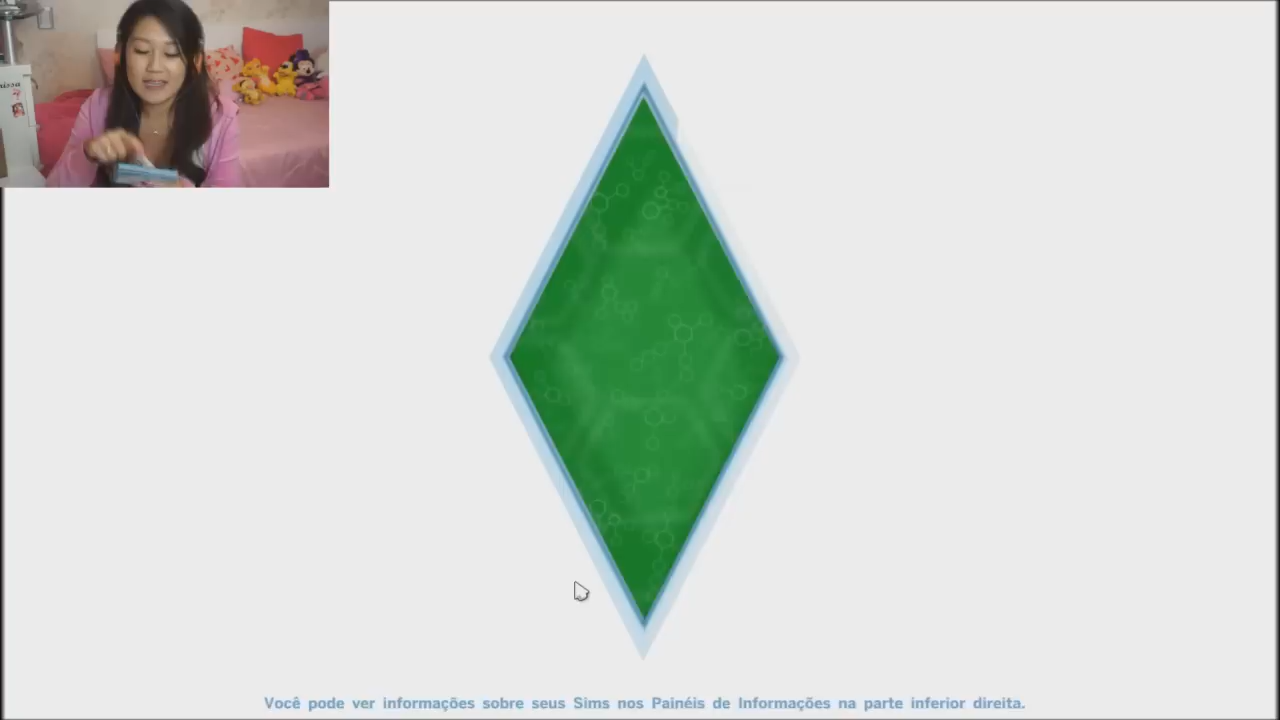 Você pode ver informações sobre seus Sims nos Painéis de Informações na parte inferior direita.